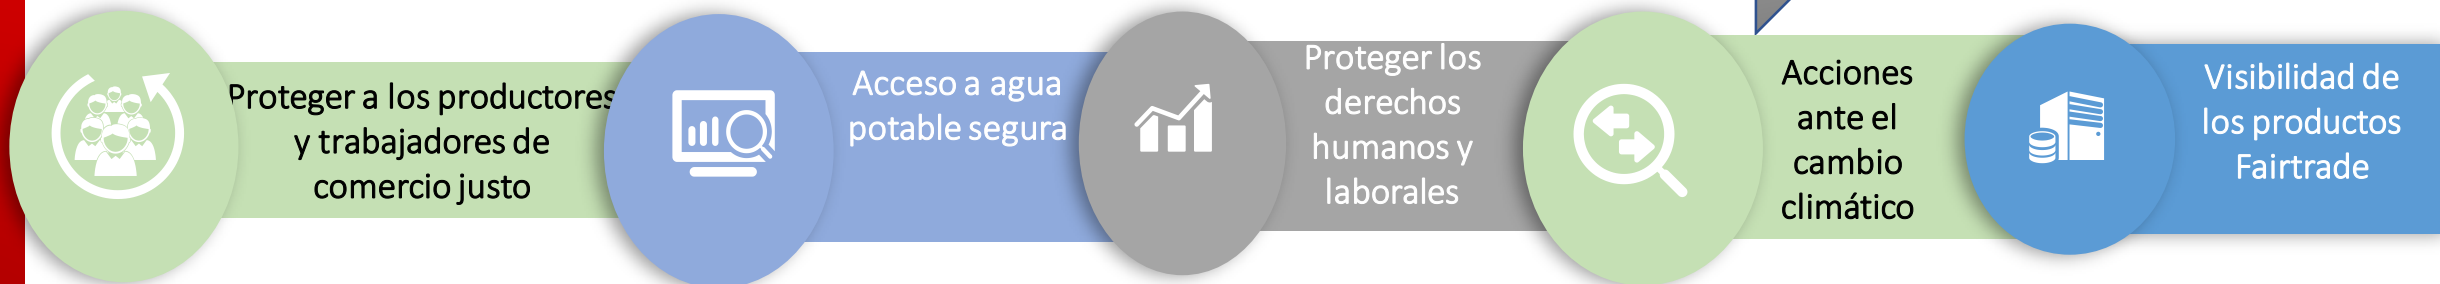 Proteger a los productores
y trabajadores de
comercio justo
Acceso a agua
potable segura
Proteger los
derechos
humanos y
laborales
Acciones
ante el
cambio
climático
Visibilidad de
los productos
Fairtrade